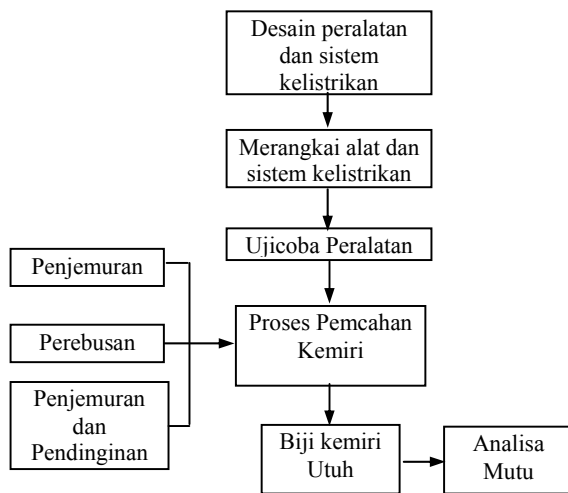 Desain peralatan
dan sistem
kelistrikan
Merangkai alat dan
sistem kelistrikan
Ujicoba Peralatan
Penjemuran
Perebusan
Penjemuran
dan
Pendinginan
Proses Pemcahan
Kemiri
Biji kemiri
Utuh
Analisa
Mutu